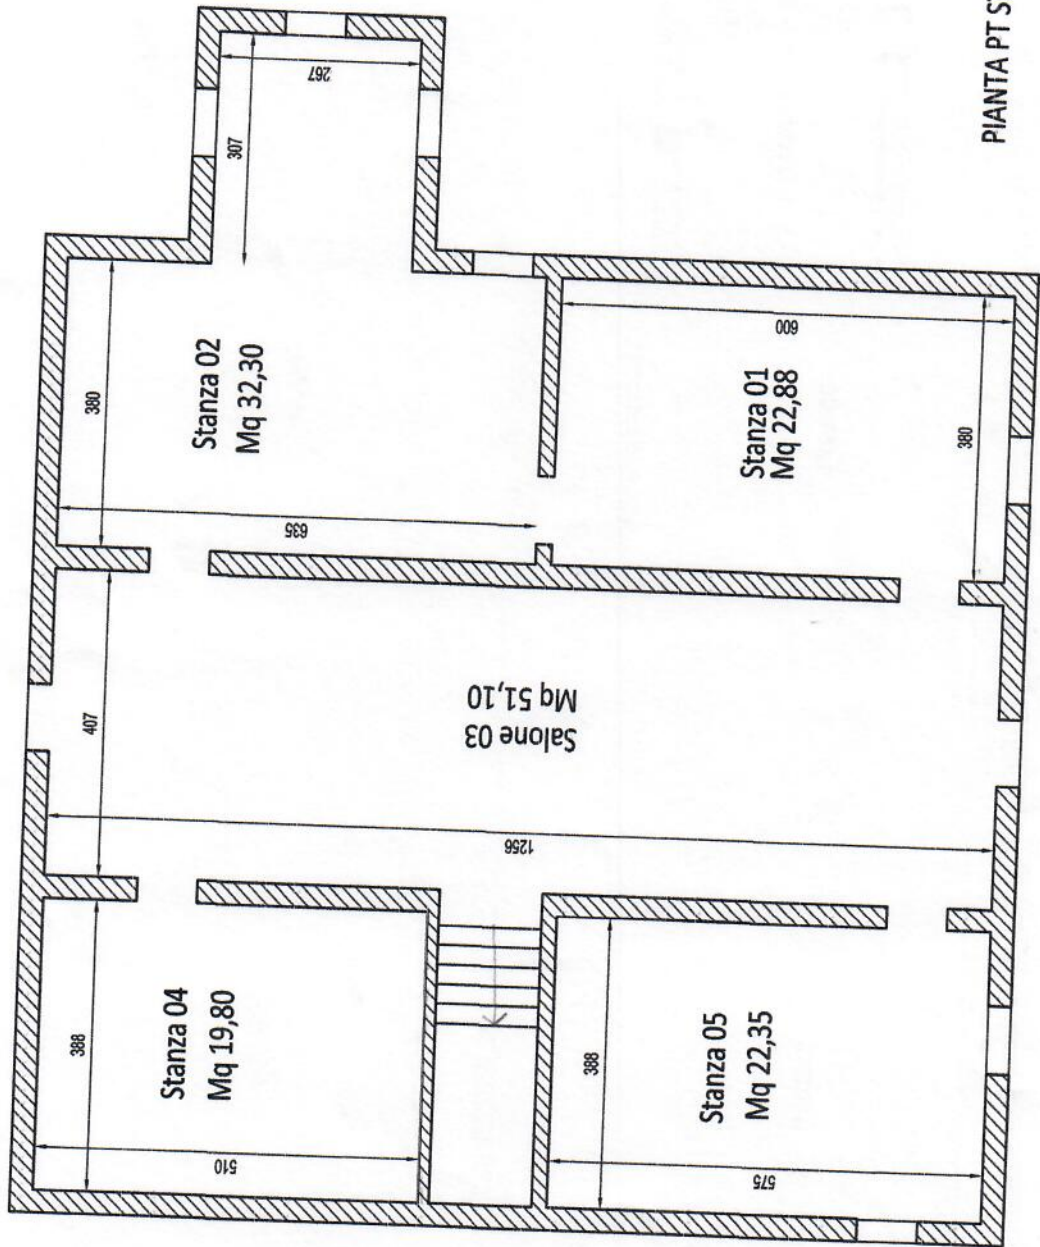 267
307
380
Stanza 02
Mq 32,30
635
600
Stanza 01
Mq 22,88
380
407
Salone 03
Mq 51,10
1256
388
Stanza 04
Mq 19,80
510
388
Stanza 05
Mq 22,35
575
PIANTA PT